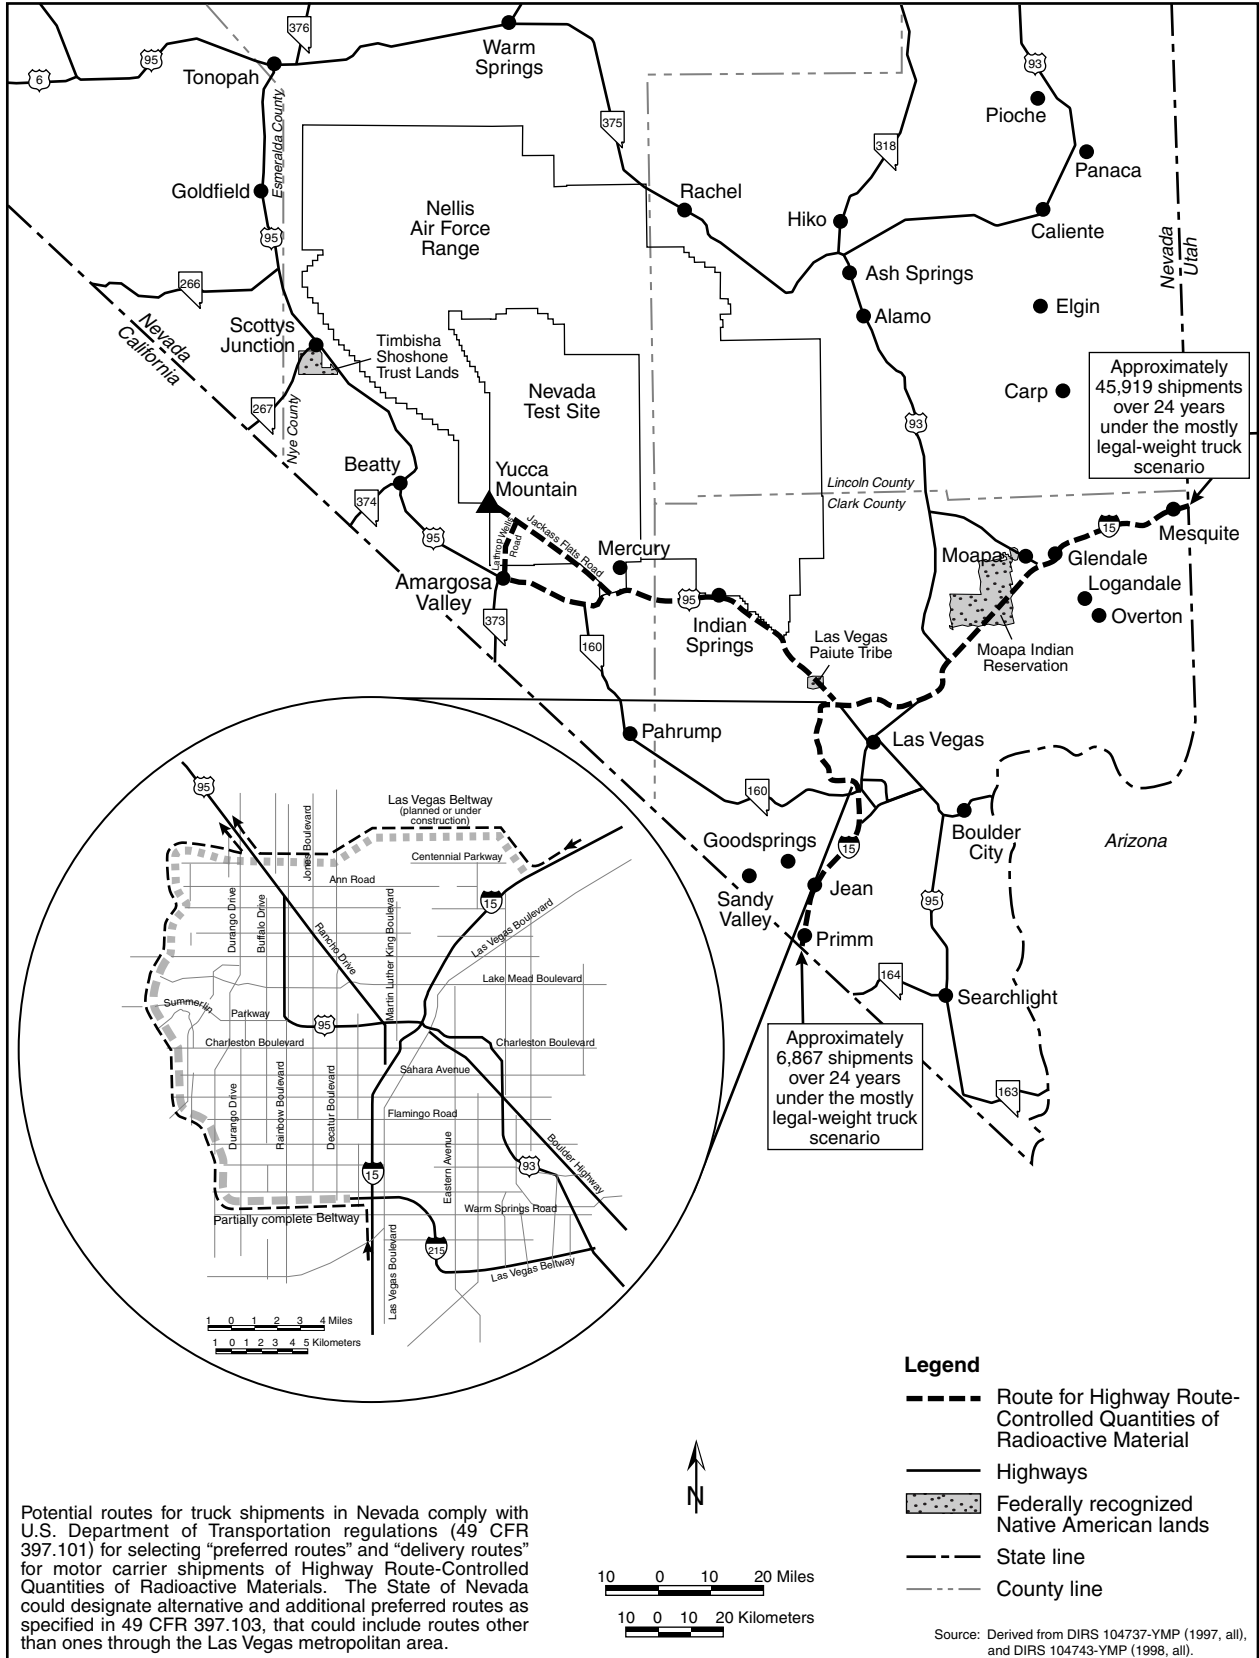 376
95
6
Tonopah
Warm
Springs
93
Pioche
375
318
Panaca
Esmeralda County
Goldfield
95
Nellis
Air Force
Range
Rachel
Hiko
Caliente
Nevada
Utah
266
Ash Springs
Nevada
California
Scottys
Junction
Alamo
Elgin
Timbisha
Shoshone
Trust Lands
Nevada
Test Site
Carp
Approximately
45,919 shipments
over 24 years
under the mostly
legal-weight truck
scenario
267
Nye County
93
Beatty
Yucca
Mountain
374
Lincoln County
Clark County
95
Lathrop Wells
Road
Jackass Flats Road
Mercury
15
Mesquite
Moapa
Glendale
Amargosa
Valley
Logandale
95
Indian
Springs
Overton
373
160
Las Vegas
Paiute Tribe
Moapa Indian
Reservation
Pahrump
Las Vegas
160
Boulder
City
Arizona
Goodsprings
15
Sandy
Valley
Jean
95
Primm
164
Searchlight
Approximately
6,867 shipments
over 24 years
under the mostly
legal-weight truck
scenario
163
95
Las Vegas Beltway
(planned or under
construction)
Jones Boulevard
Centennial Parkway
Ann Road
15
Durango Drive
Buffalo Drive
Rancho Drive
Martin Luther King Boulevard
Las Vegas Boulevard
Lake Mead Boulevard
Summerlin
Parkway
95
Charleston Boulevard
Charleston Boulevard
Sahara Avenue
Durango Drive
Rainbow Boulevard
Decatur Boulevard
Flamingo Road
Eastern Avenue
Boulder Highway
15
93
Warm Springs Road
Partially complete Beltway
Las Vegas Boulevard
215
Las Vegas Beltway
1 0 1 2 3 4 Miles
1 0 1 2 3 4 5 Kilometers
Legend
Route for Highway Route-
Controlled Quantities of
Radioactive Material
Highways
Federally recognized
Native American lands
State line
County line
N
10 0 10 20 Miles
10 0 10 20 Kilometers
Potential routes for truck shipments in Nevada comply with
U.S. Department of Transportation regulations (49 CFR
397.101) for selecting “preferred routes” and “delivery routes”
for motor carrier shipments of Highway Route-Controlled
Quantities of Radioactive Materials. The State of Nevada
could designate alternative and additional preferred routes as
specified in 49 CFR 397.103, that could include routes other
than ones through the Las Vegas metropolitan area.
Source: Derived from DIRS 104737-YMP (1997, all),
and DIRS 104743-YMP (1998, all).